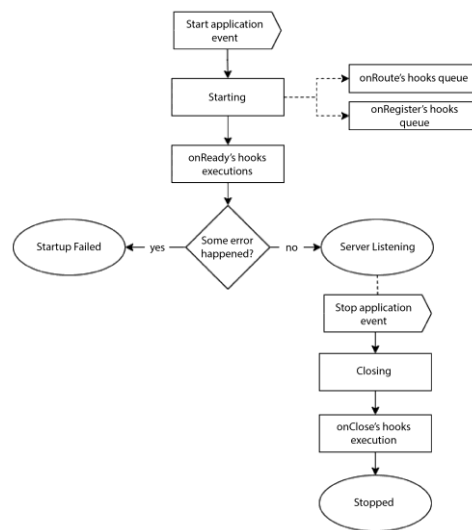 Start application
event
onRoute's hooks queue
Starting
onRegister's hooks
queue
onReady's hooks
executions
Some error
happened?
Startup Failed
yes
no
Server Listening
Stop application
event
Closing
onClose's hooks
execution
Stopped